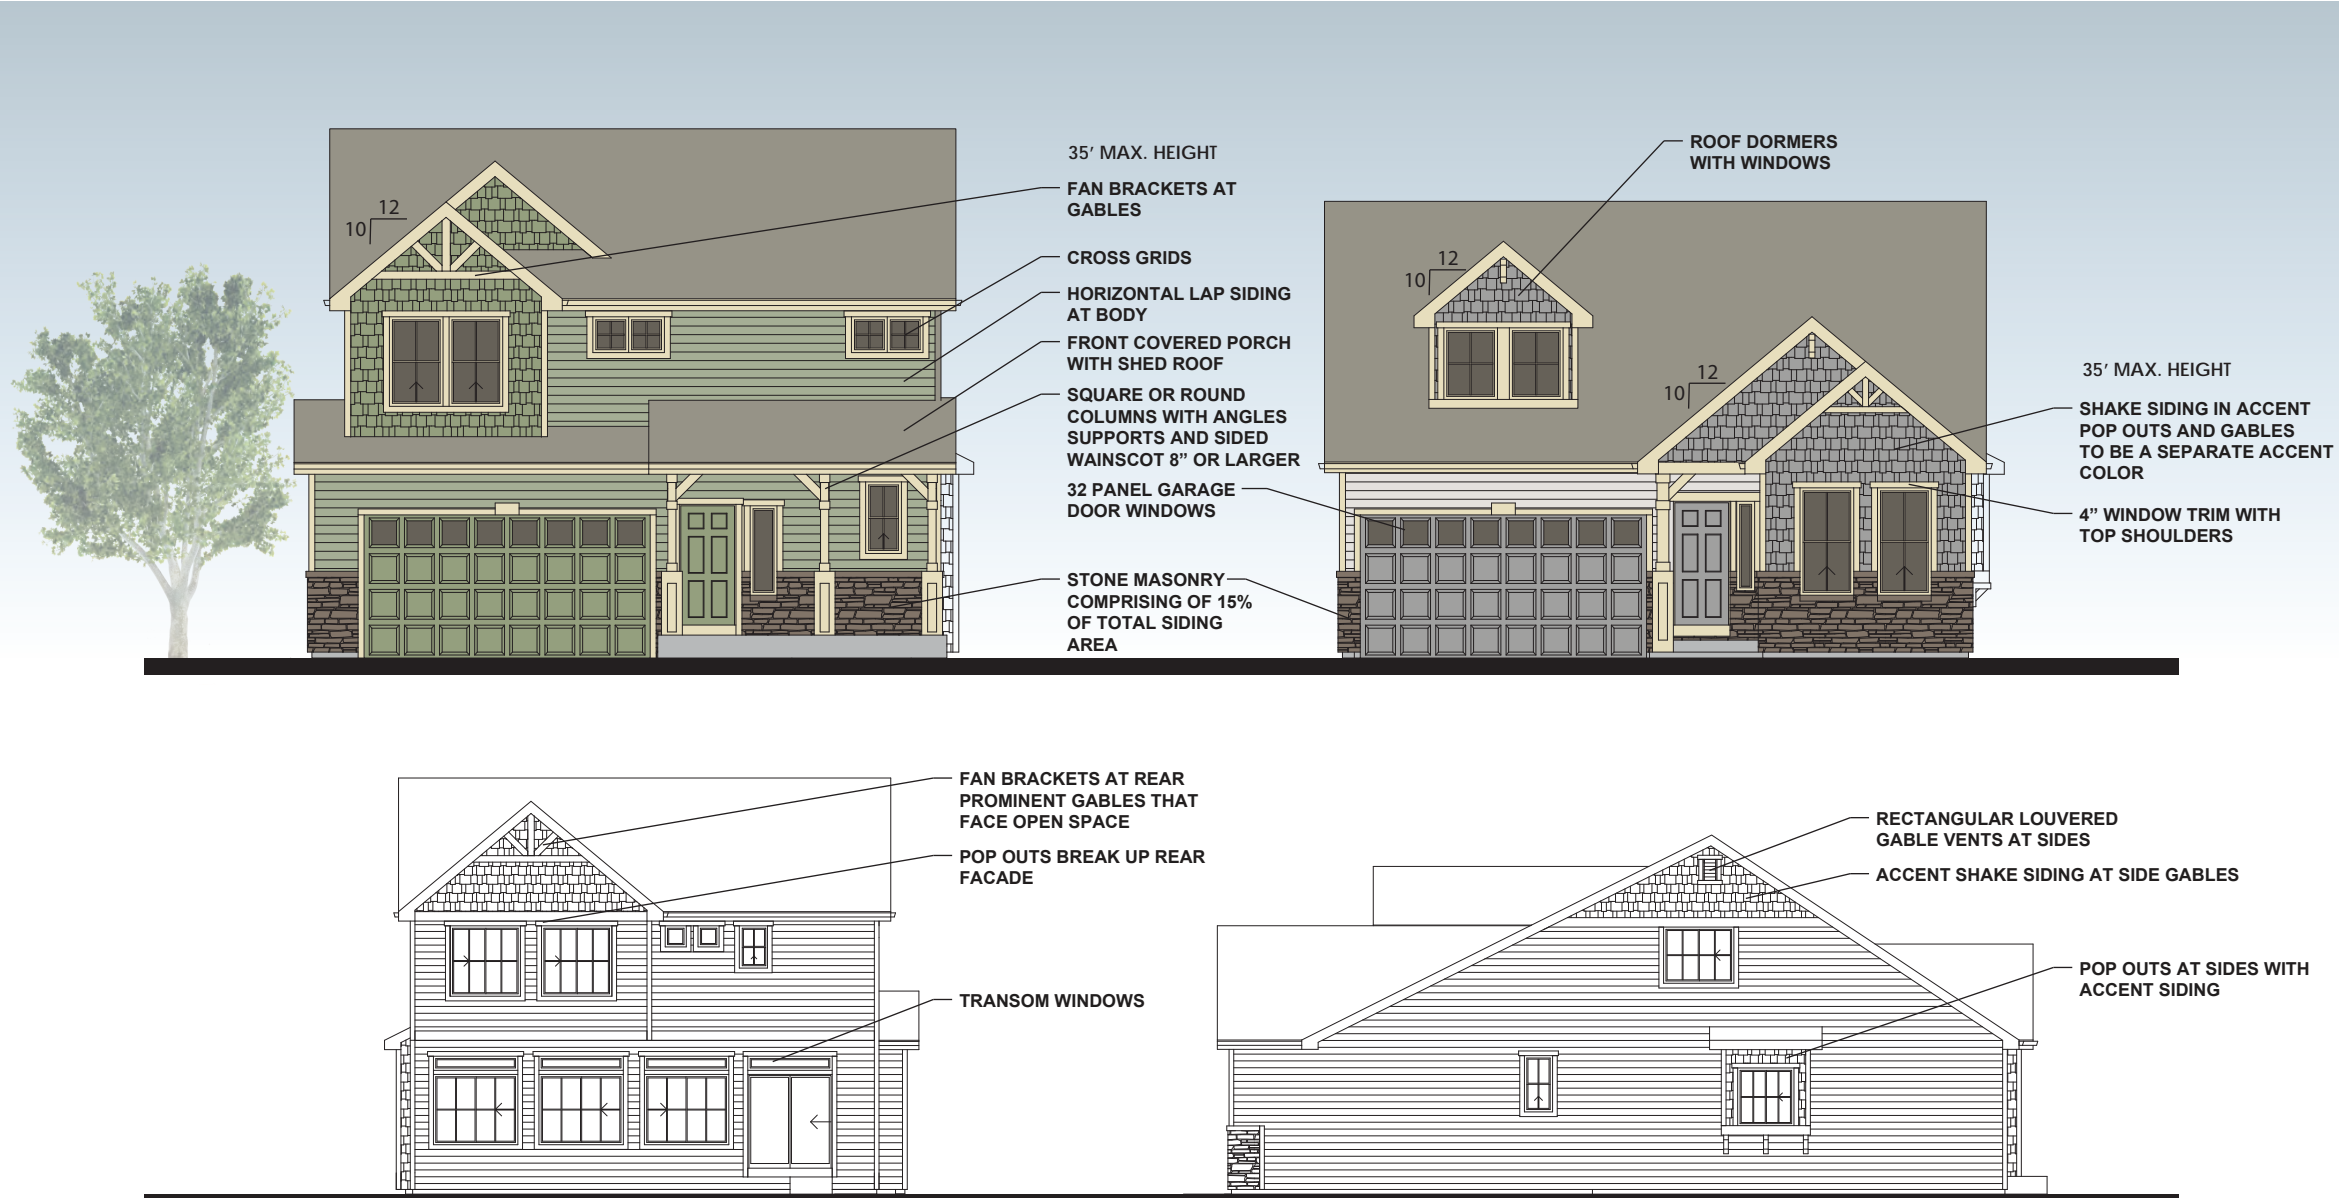 35' MAX. HEIGHT
FAN BRACKETS AT
GABLES
12
10
CROSS GRIDS
HORIZONTAL LAP SIDING
AT BODY
FRONT COVERED PORCH
WITH SHED ROOF
SQUARE OR ROUND
COLUMNS WITH ANGLES
SUPPORTS AND SIDED
WAINSCOT 8” OR LARGER
32 PANEL GARAGE
DOOR WINDOWS
STONE MASONRY
COMPRISING OF 15%
OF TOTAL SIDING
AREA
ROOF DORMERS
WITH WINDOWS
12
10
12
10
35' MAX. HEIGHT
SHAKE SIDING IN ACCENT
POP OUTS AND GABLES
TO BE A SEPARATE ACCENT
COLOR
4” WINDOW TRIM WITH
TOP SHOULDERS
FAN BRACKETS AT REAR
PROMINENT GABLES THAT
FACE OPEN SPACE
POP OUTS BREAK UP REAR
FACADE
TRANSOM WINDOWS
RECTANGULAR LOUVERED
GABLE VENTS AT SIDES
ACCENT SHAKE SIDING AT SIDE GABLES
POP OUTS AT SIDES WITH
ACCENT SIDING